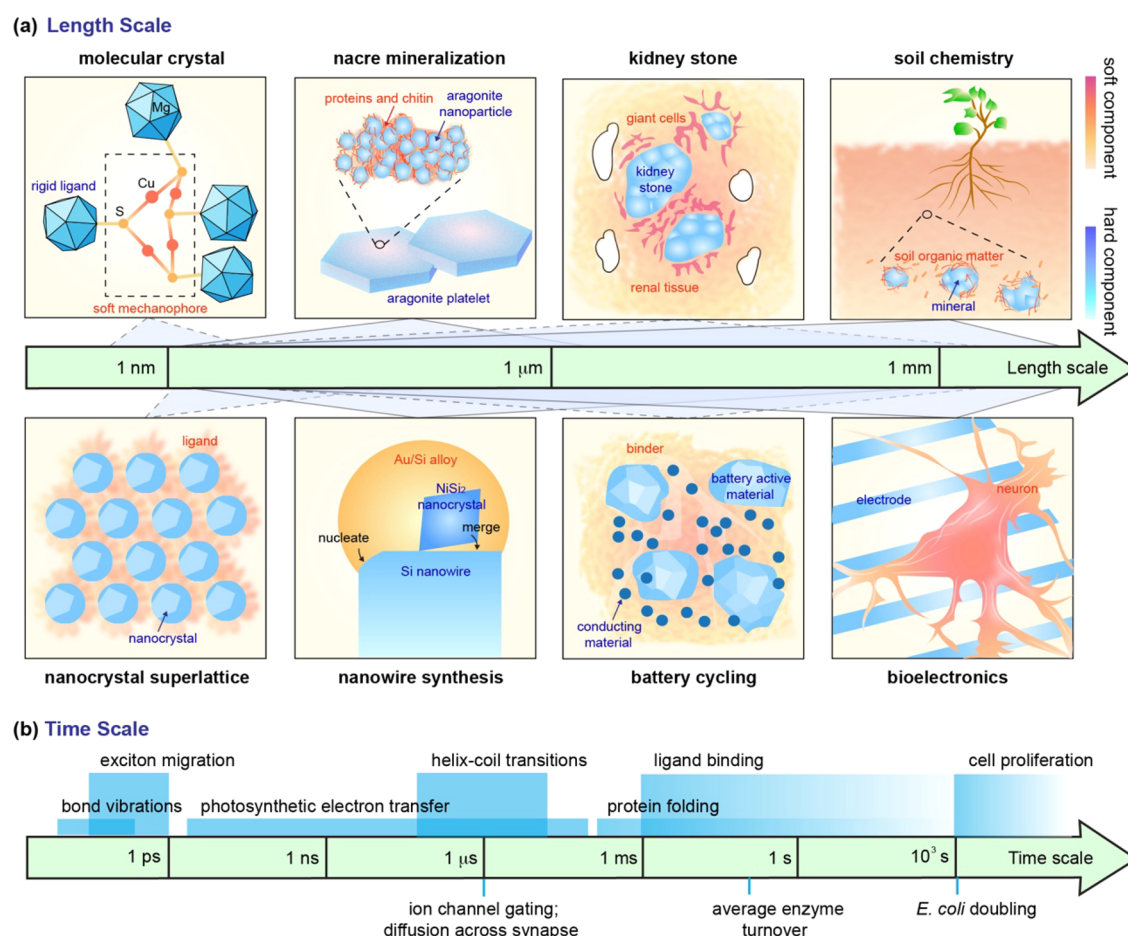 (a) Length Scale
molecular crystal
nacre mineralization
kidney stone
soil chemistry
Mg
rigid ligand
Cu
S
soft mechanophore
proteins and chitin
aragonite
nanoparticle
aragonite platelet
giant cells
kidney
stone
renal tissue
soil organic matter
mineral
soft component
hard component
1 nm
1 μm
1 mm
Length scale
ligand
nanocrystal
Au/Si alloy
NiSi₂
nanocrystal
nucleate
merge
Si nanowire
binder
battery active
material
conducting
material
electrode
neuron
nanocrystal superlattice
nanowire synthesis
battery cycling
bioelectronics
(b) Time Scale
exciton migration
helix-coil transitions
ligand binding
cell proliferation
bond vibrations
photosynthetic electron transfer
protein folding
1 ps
1 ns
1 μs
1 ms
1 s
10³ s
Time scale
ion channel gating;
diffusion across synapse
average enzyme
turnover
E. coli doubling